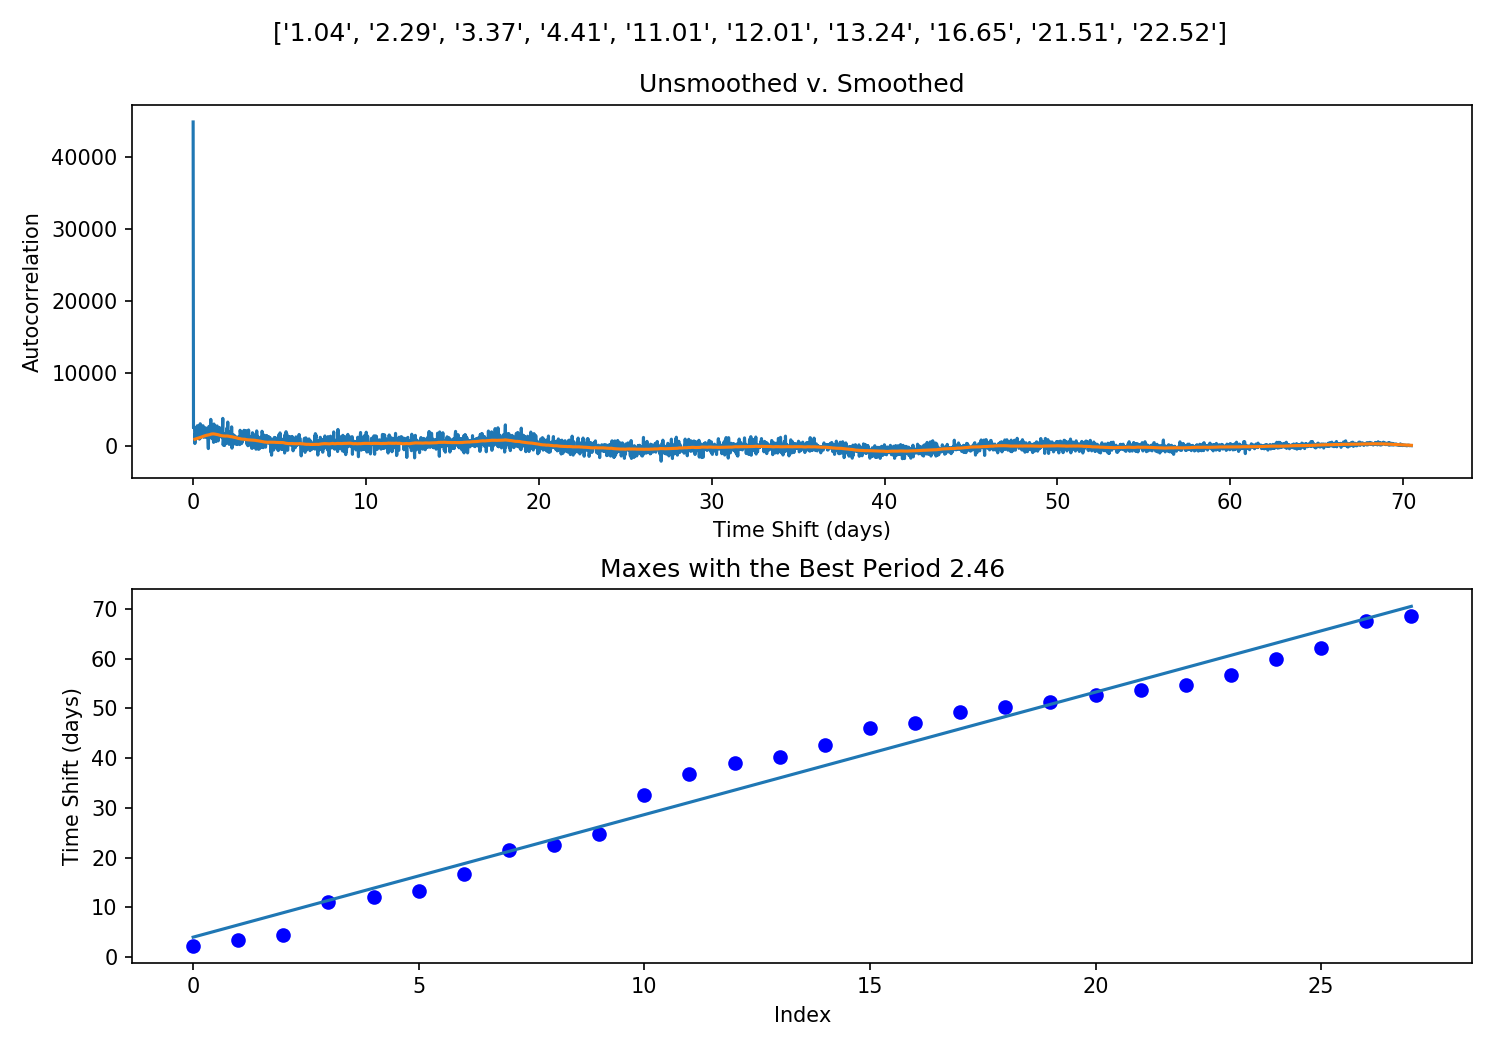 ['1.04', '2.29', '3.37', '4.41', '11.01', '12.01', '13.24', '16.65', '21.51', '22.52']
Unsmoothed v. Smoothed
Autocorrelation
40000
30000
20000
10000
0
0 10 20 30 40 50 60 70
Time Shift (days)
Maxes with the Best Period 2.46
Time Shift (days)
70
60
50
40
30
20
10
0
0 5 10 15 20 25
Index